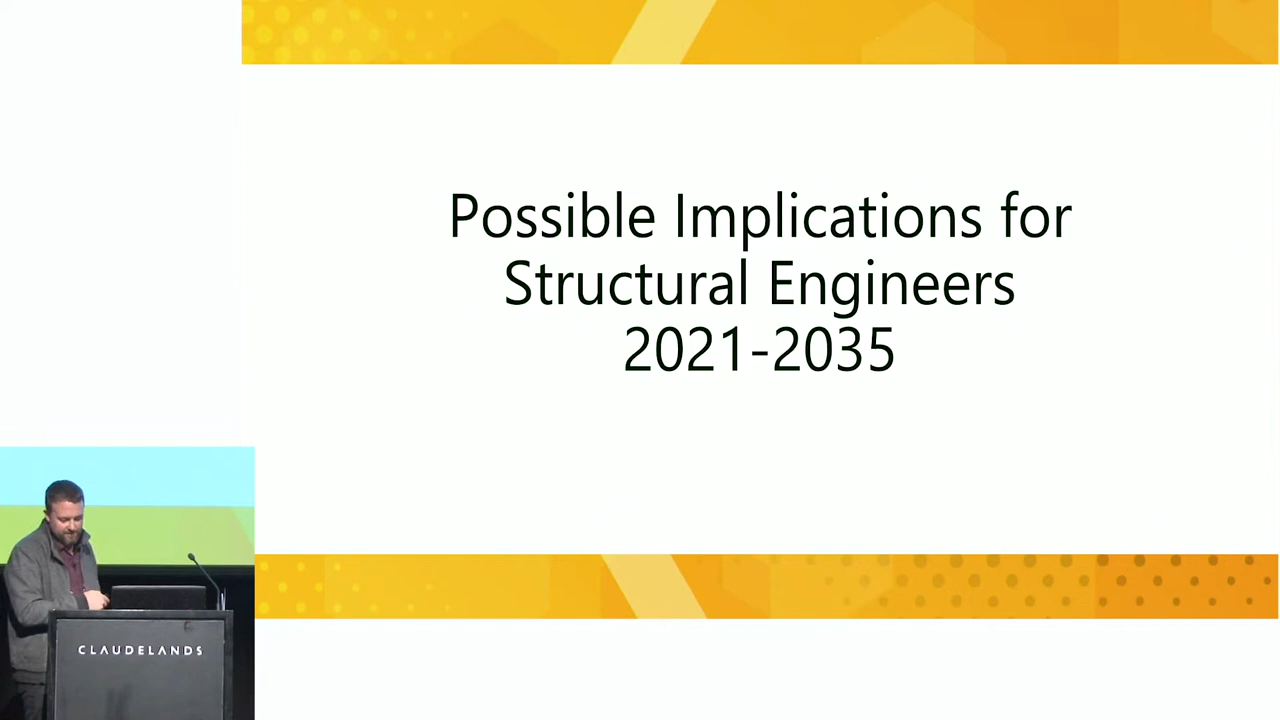 Possible Implications for
Structural Engineers
2021-2035
CLAUDELANDS